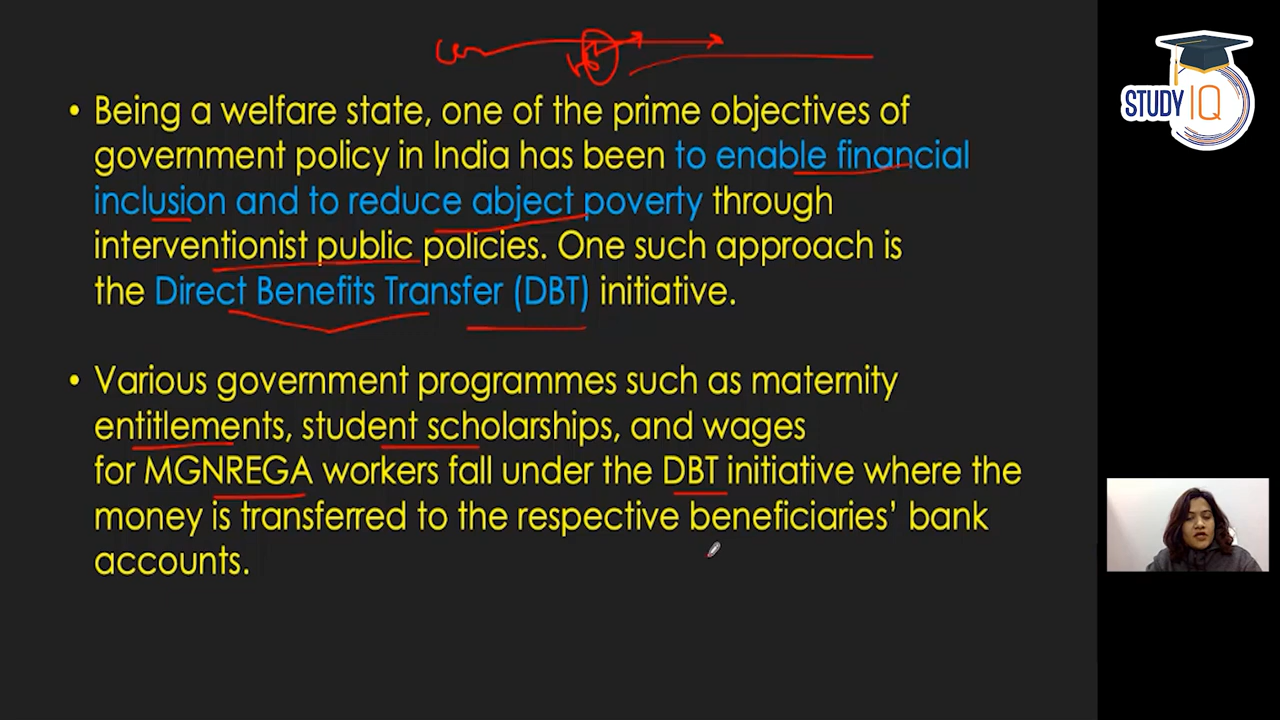 • Being a welfare state, one of the prime objectives of
government policy in India has been to enable financial
inclusion and to reduce abject poverty through
interventionist public policies. One such approach is
the Direct Benefits Transfer (DBT) initiative.
• Various government programmes such as maternity
entitlements, student scholarships, and wages
for MGNREGA workers fall under the DBT initiative where the
money is transferred to the respective beneficiaries’ bank
accounts.
STUDY IQ